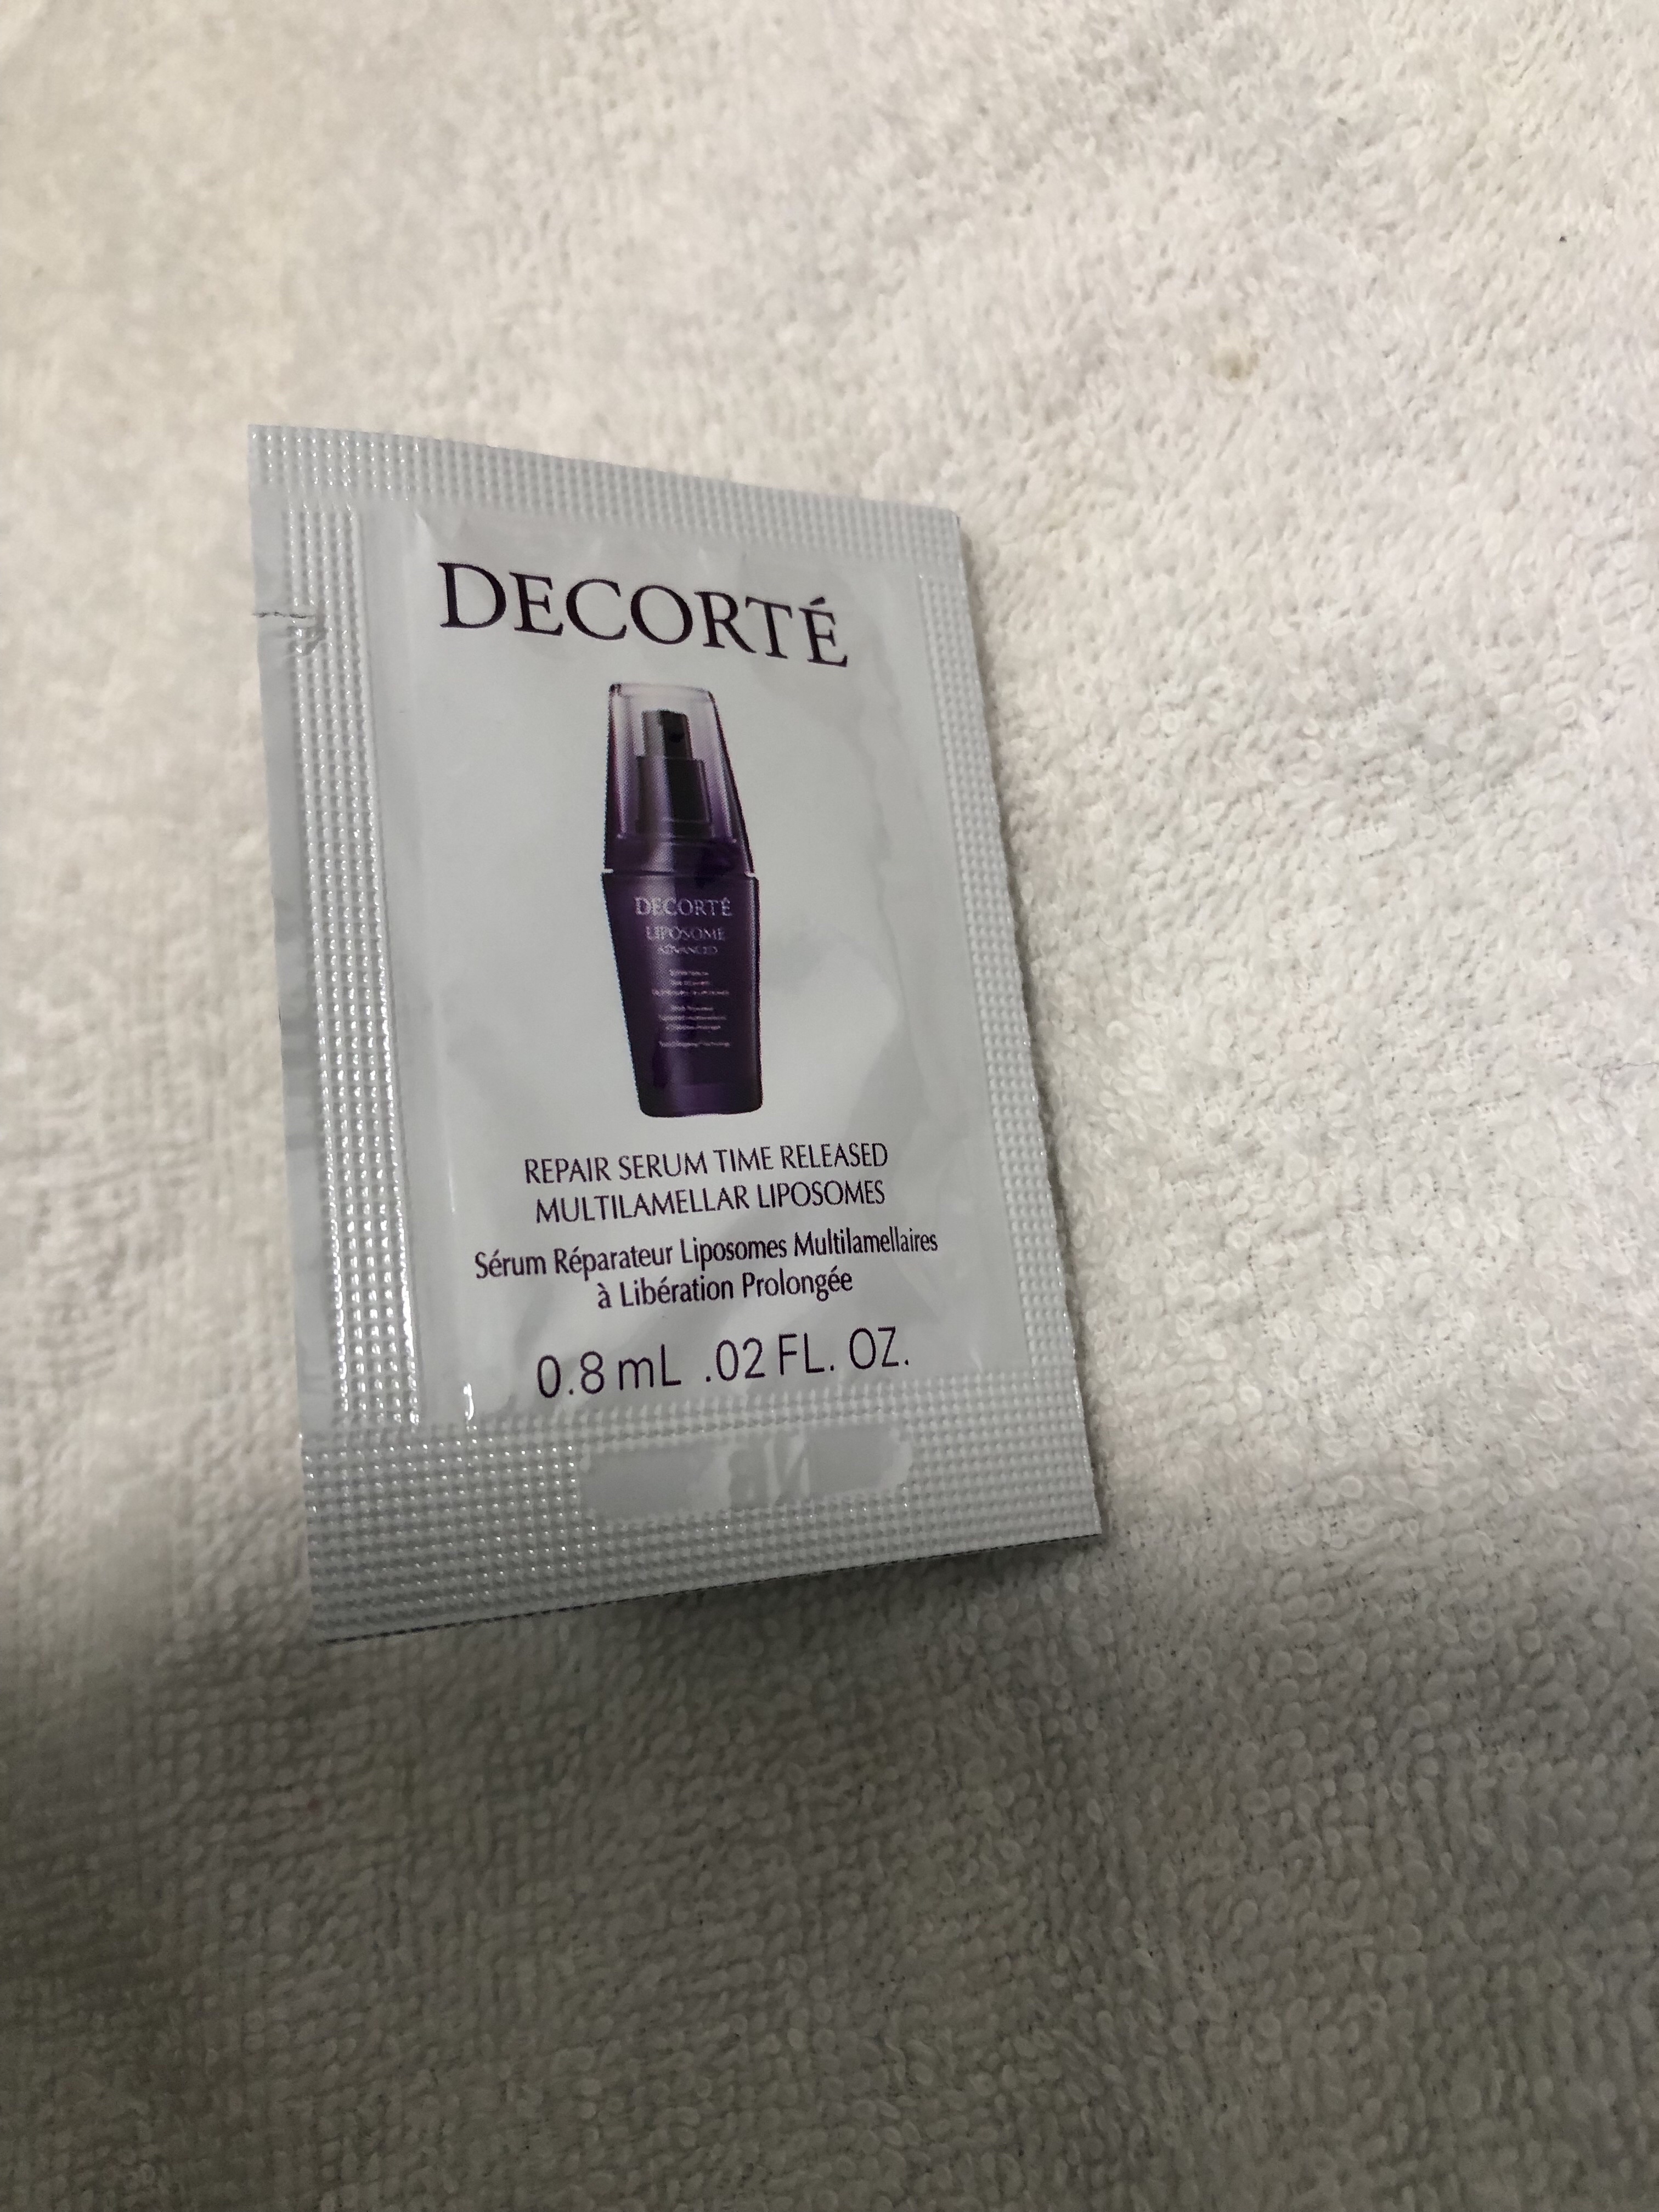 DECORTÉ
DECORTÉ
LIPOSOME
ADVANCED
REPAIR SERUM TIME RELEASED
MULTILAMELLAR LIPOSOMES
Sérum Réparateur Liposomes Multilamellaires
à Libération Prolongée
0.8 mL .02 FL. OZ.